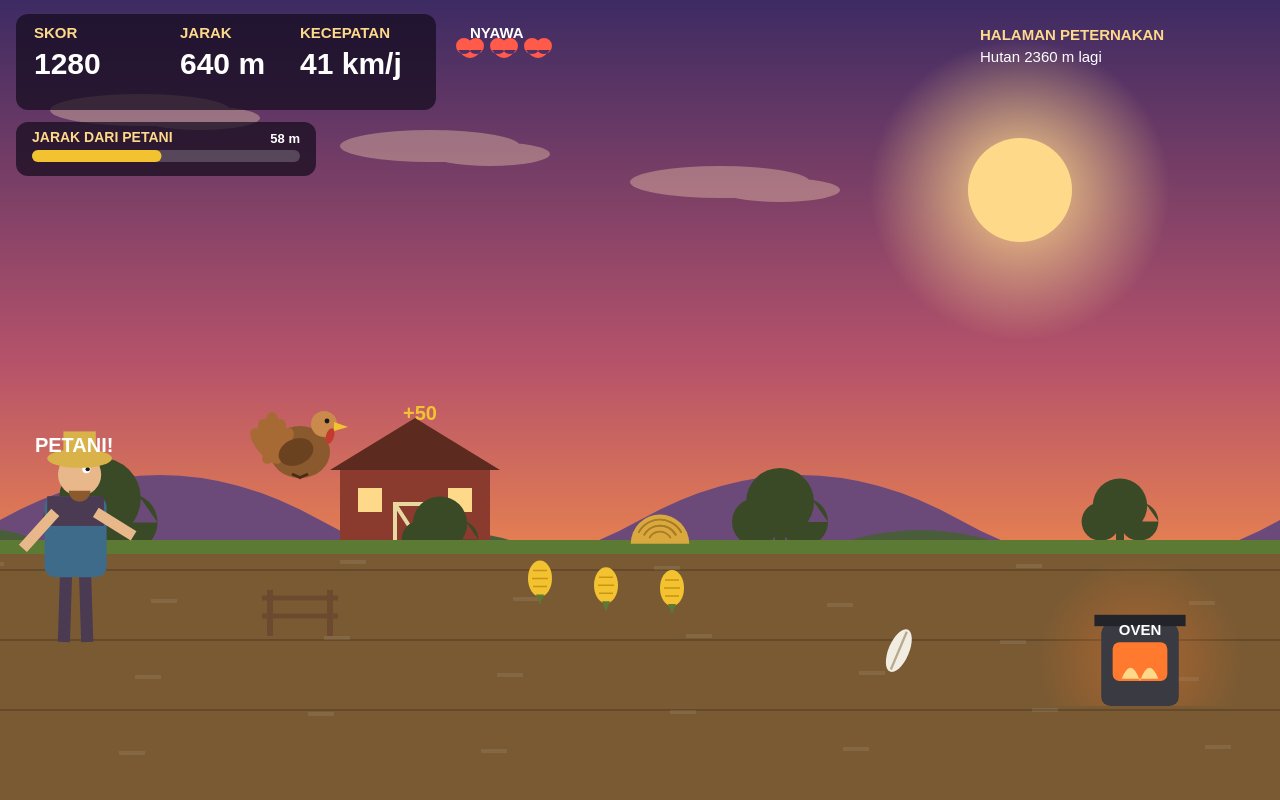 SKOR JARAK KECEPATAN
1280 640 m 41 km/j
NYAWA
HALAMAN PETERNAKAN
Hutan 2360 m lagi
JARAK DARI PETANI 58 m
+50
PETANI!
OVEN